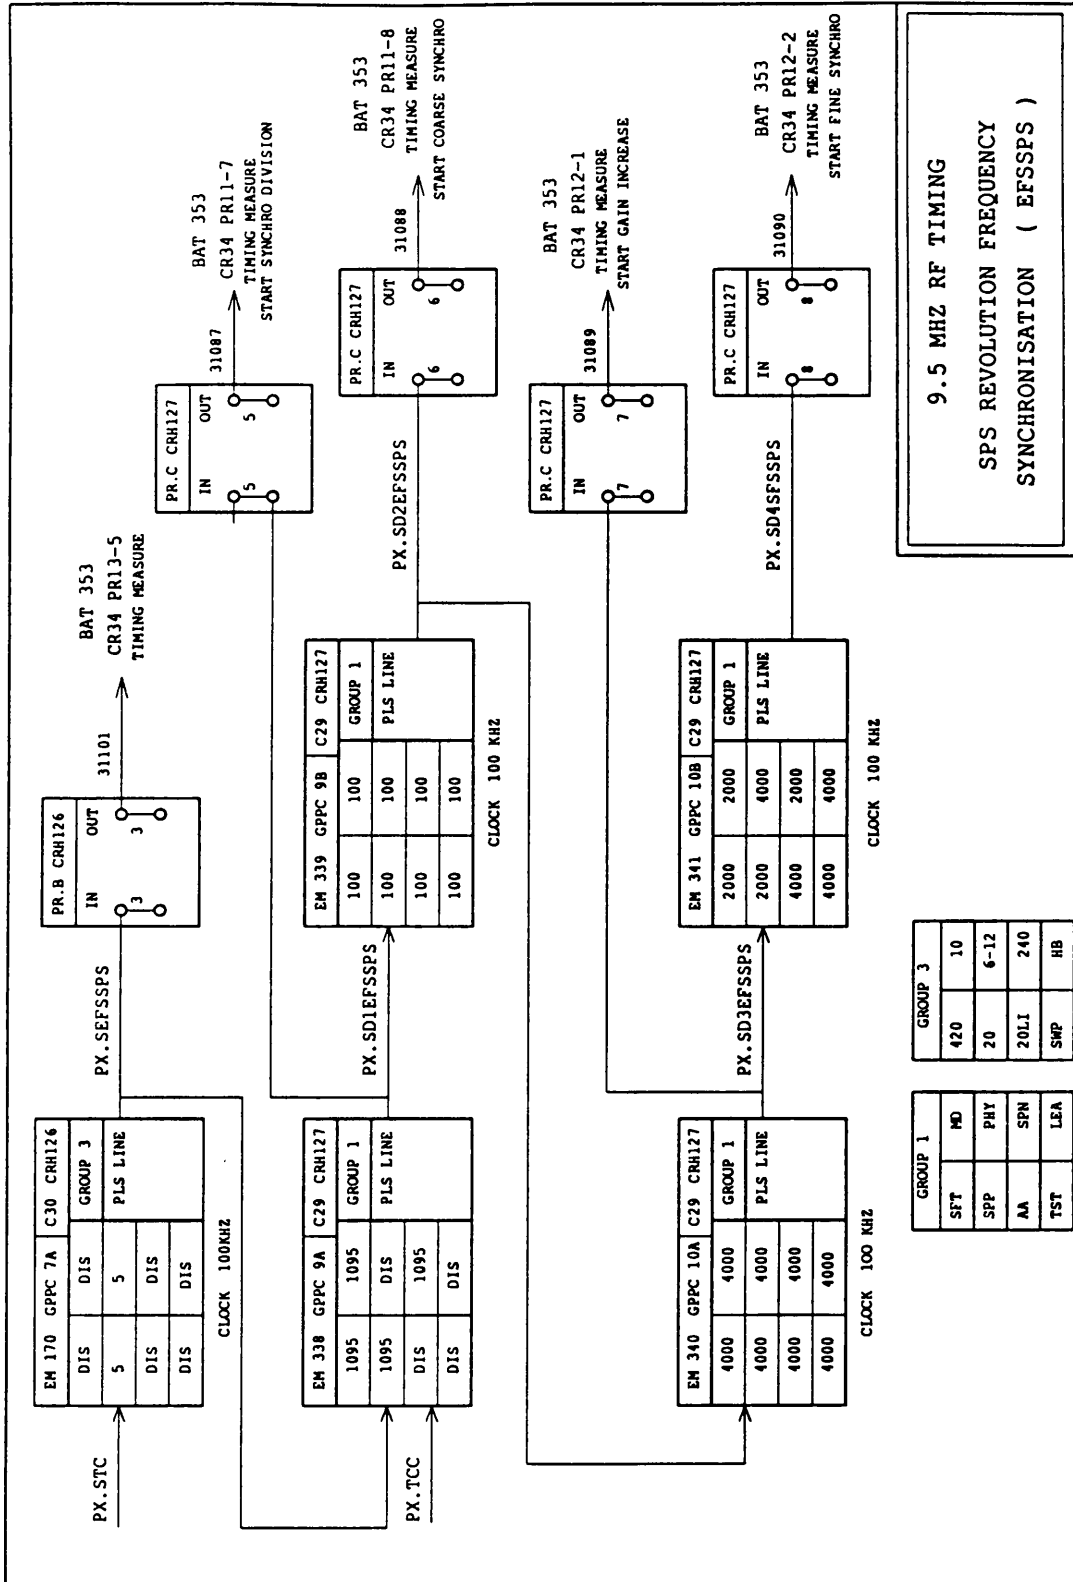 PX.STC
EM 170 GPPC 7A C30 CRH126
DIS DIS GROUP 3
5 5 PLS LINE
DIS DIS
DIS DIS
CLOCK 100KHZ
PX.SEFSSPS
PR.B CRH126
IN OUT
3 3
31101
BAT 353
CR34 PR13-5
TIMING MEASURE
PX.TCC
EM 338 GPPC 9A C29 CRH127
1095 1095 GROUP 1
1095 DIS PLS LINE
DIS 1095
DIS DIS
PX.SD1EFSSPS
PR.C CRH127
IN OUT
5 5
31087
BAT 353
CR34 PR11-7
TIMING MEASURE
START SYNCHRO DIVISION
EM 339 GPPC 9B C29 CRH127
100 100 GROUP 1
100 100 PLS LINE
100 100
100 100
CLOCK 100 KHZ
PX.SD2EFSSPS
PR.C CRH127
IN OUT
6 6
31088
BAT 353
CR34 PR11-8
TIMING MEASURE
START COARSE SYNCHRO
EM 340 GPPC 10A C29 CRH127
4000 4000 GROUP 1
4000 4000 PLS LINE
4000 4000
4000 4000
CLOCK 100 KHZ
PX.SD3EFSSPS
PR.C CRH127
IN OUT
7 7
31089
BAT 353
CR34 PR12-1
TIMING MEASURE
START GAIN INCREASE
EM 341 GPPC 10B C29 CRH127
2000 2000 GROUP 1
2000 4000 PLS LINE
4000 2000
4000 4000
CLOCK 100 KHZ
PX.SD4SFSSPS
PR.C CRH127
IN OUT
8 8
31090
BAT 353
CR34 PR12-2
TIMING MEASURE
START FINE SYNCHRO
GROUP 1
SFT MD
SPP PHY
AA SPN
TST LEA
GROUP 3
420 10
20 6-12
20LI 240
SWP HB
9.5 MHZ RF TIMING
SPS REVOLUTION FREQUENCY
SYNCHRONISATION ( EFSSPS )